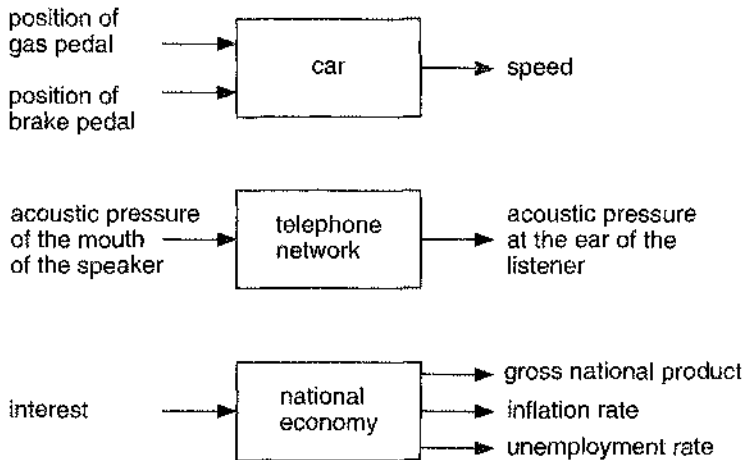 position of
gas pedal
car
speed
position of
brake pedal
acoustic pressure
of the mouth
of the speaker
telephone
network
acoustic pressure
at the ear of the
listener
interest
national
economy
gross national product
inflation rate
unemployment rate